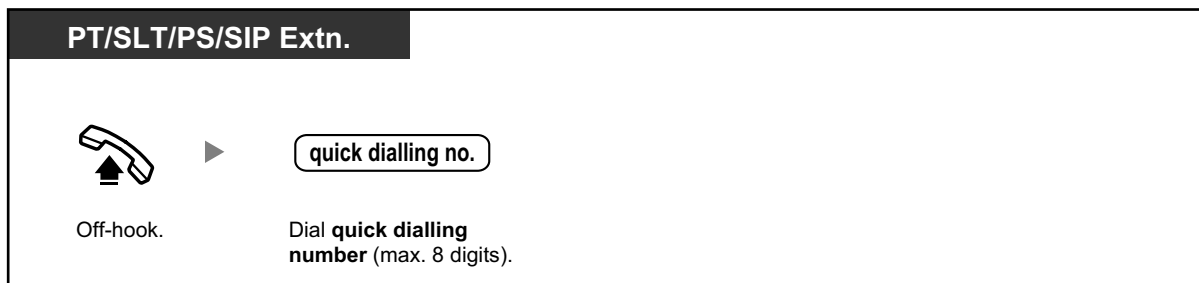 PT/SLT/PS/SIP Extn.
quick dialling no.
Off-hook.
Dial quick dialling
number (max. 8 digits).